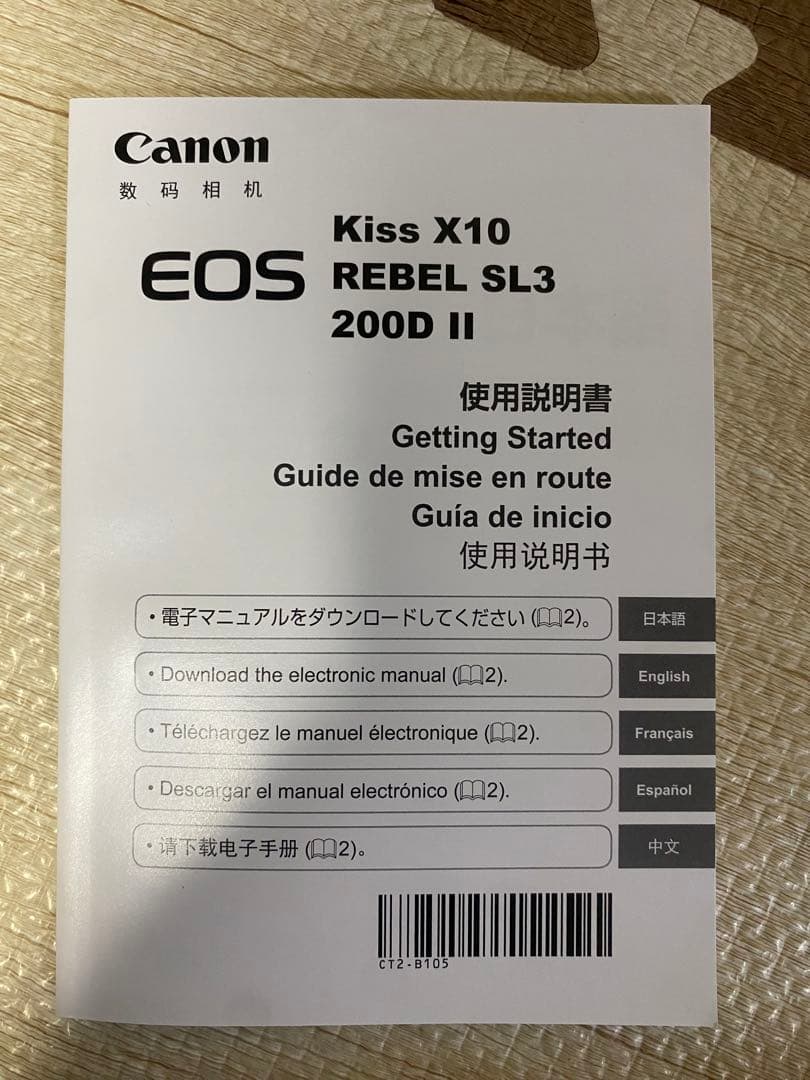 Canon
数 码 相 机
EOS
Kiss X10
REBEL SL3
200D II
使用説明書
Getting Started
Guide de mise en route
Guía de inicio
使用说明书
・電子マニュアルをダウンロードしてください (📖2)。 日本語
• Download the electronic manual (📖2). English
• Téléchargez le manuel électronique (📖2). Français
• Descargar el manual electrónico (📖2). Español
• 请下载电子手册 (📖2)。 中文
CT2-B105